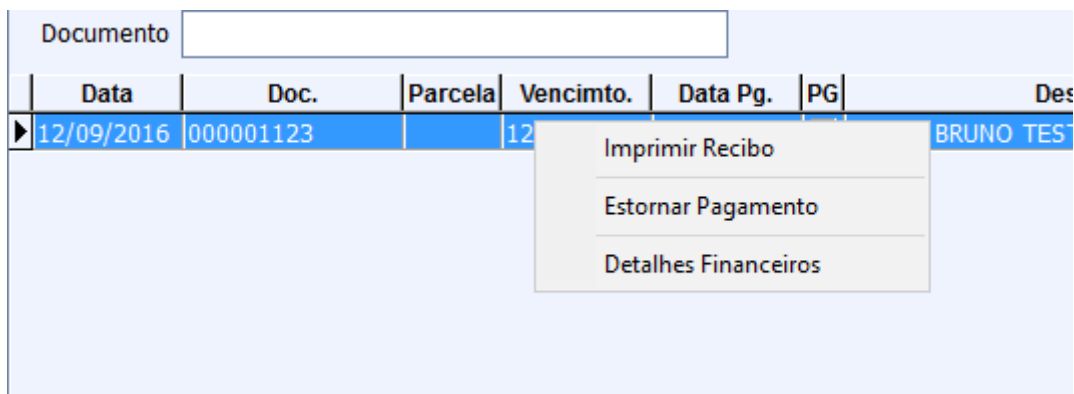 Documento
Data Doc. Parcela Vencimto. Data Pg. PG Des
12/09/2016 000001123 12 BRUNO TEST
Imprimir Recibo
Estornar Pagamento
Detalhes Financeiros